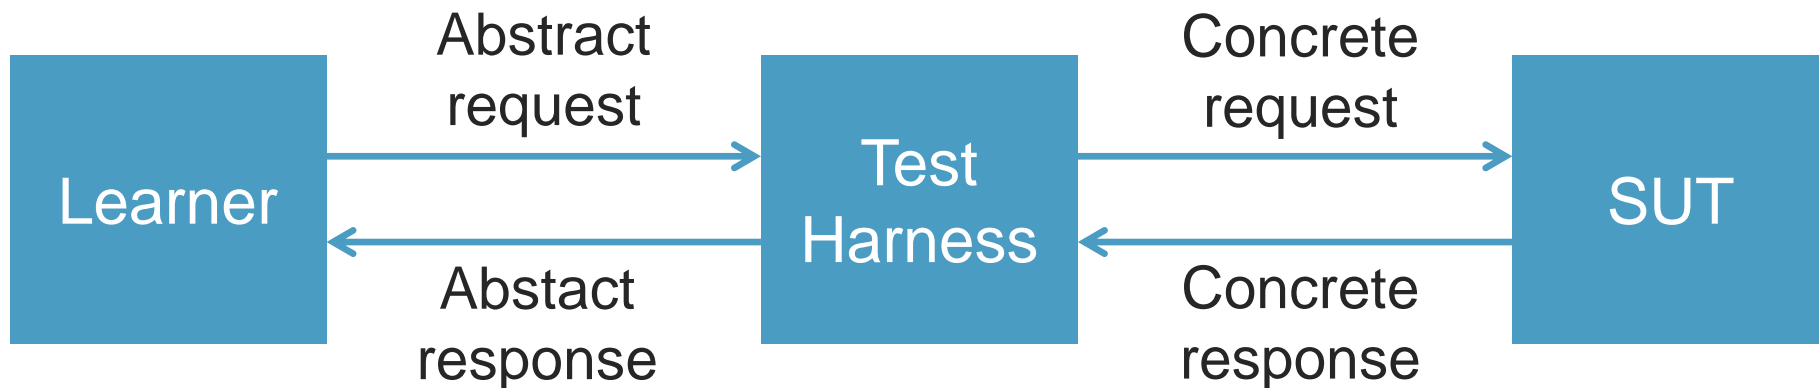 Abstract
request
Concrete
request
Learner
Test
Harness
SUT
Abstact
response
Concrete
response